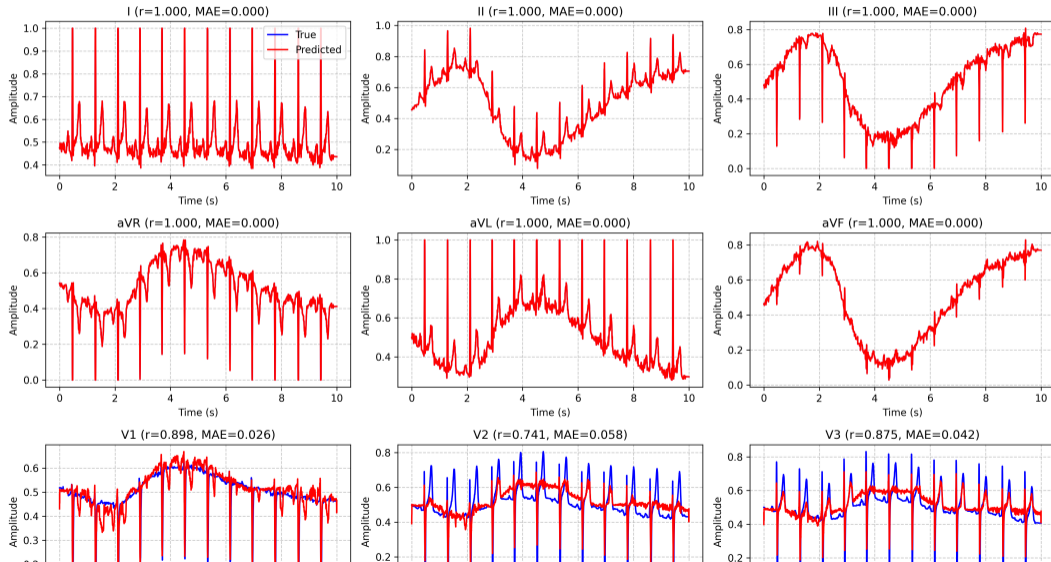 I (r=1.000, MAE=0.000)
Amplitude
1.0
0.9
0.8
0.7
0.6
0.5
0.4
0 2 4 6 8 10
Time (s)
True
Predicted
II (r=1.000, MAE=0.000)
Amplitude
0.8
0.6
0.4
0.2
0 2 4 6 8 10
Time (s)
III (r=1.000, MAE=0.000)
Amplitude
0.8
0.6
0.4
0.2
0.0
0 2 4 6 8 10
Time (s)
aVR (r=1.000, MAE=0.000)
Amplitude
0.8
0.6
0.4
0.2
0.0
0 2 4 6 8 10
Time (s)
aVL (r=1.000, MAE=0.000)
Amplitude
1.0
0.8
0.6
0.4
0 2 4 6 8 10
Time (s)
aVF (r=1.000, MAE=0.000)
Amplitude
0.8
0.6
0.4
0.2
0.0
0 2 4 6 8 10
Time (s)
V1 (r=0.898, MAE=0.026)
Amplitude
0.6
0.5
0.4
0.3
V2 (r=0.741, MAE=0.058)
Amplitude
0.8
0.6
0.4
0.2
V3 (r=0.875, MAE=0.042)
Amplitude
0.8
0.6
0.4
0.2